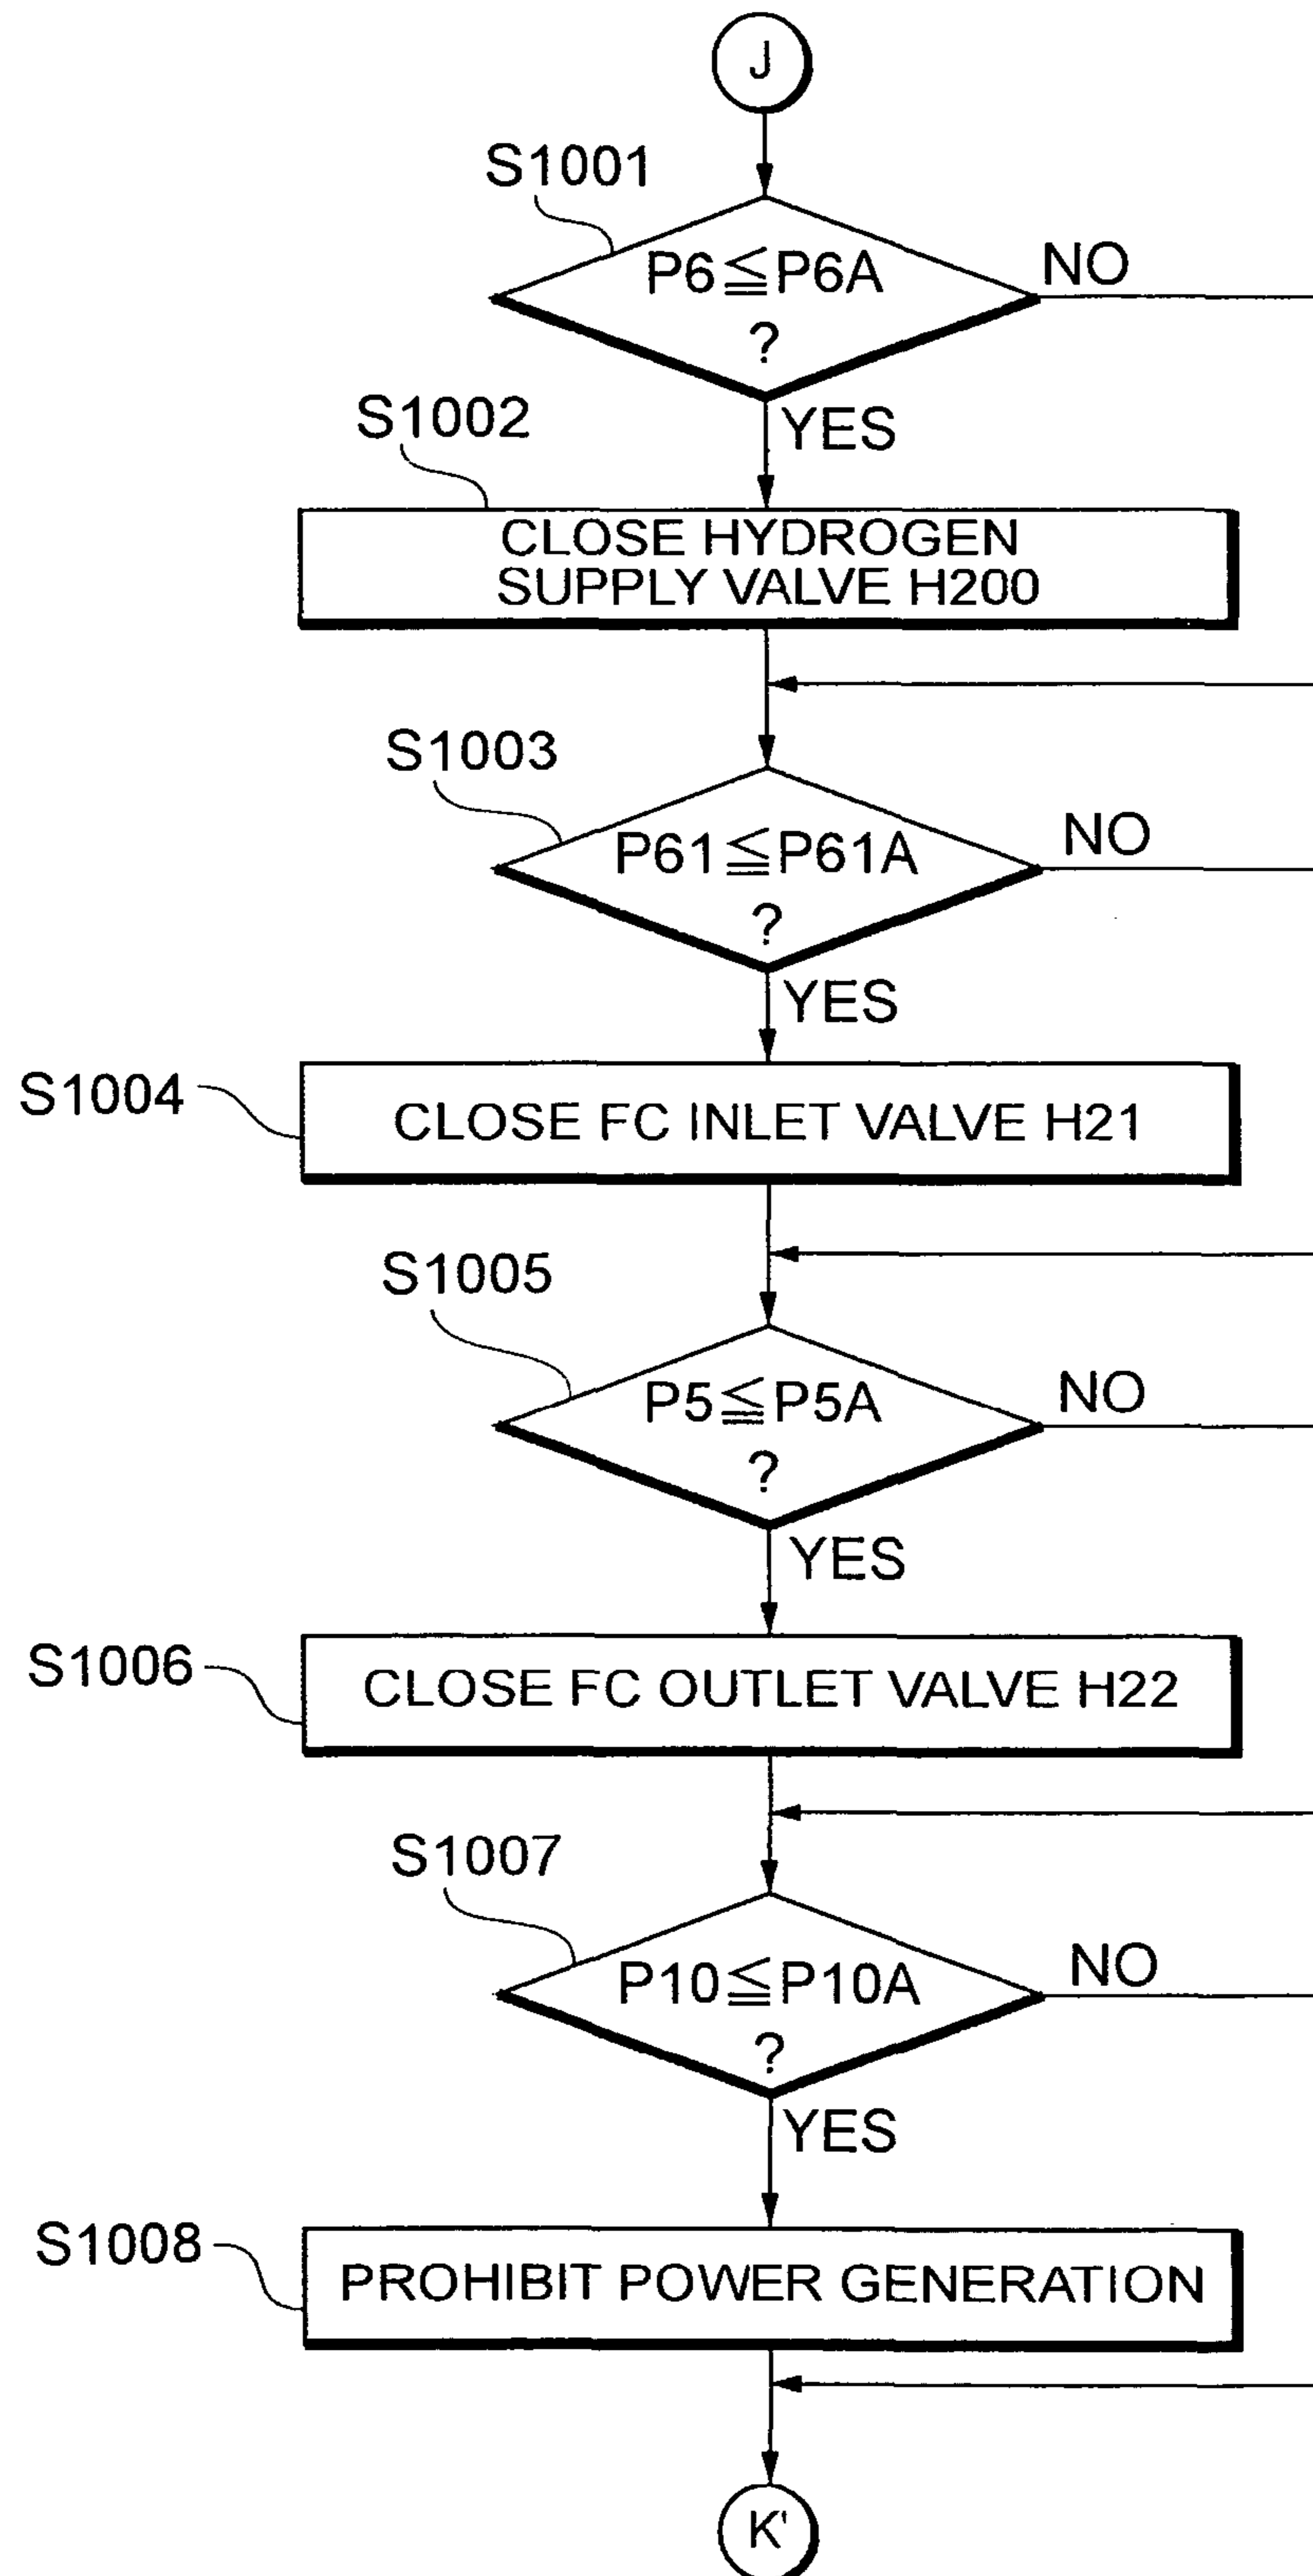 J
S1001
P6≦P6A
?
NO
YES
S1002
CLOSE HYDROGEN
SUPPLY VALVE H200
S1003
P61≦P61A
?
NO
YES
S1004
CLOSE FC INLET VALVE H21
S1005
P5≦P5A
?
NO
YES
S1006
CLOSE FC OUTLET VALVE H22
S1007
P10≦P10A
?
NO
YES
S1008
PROHIBIT POWER GENERATION
K'